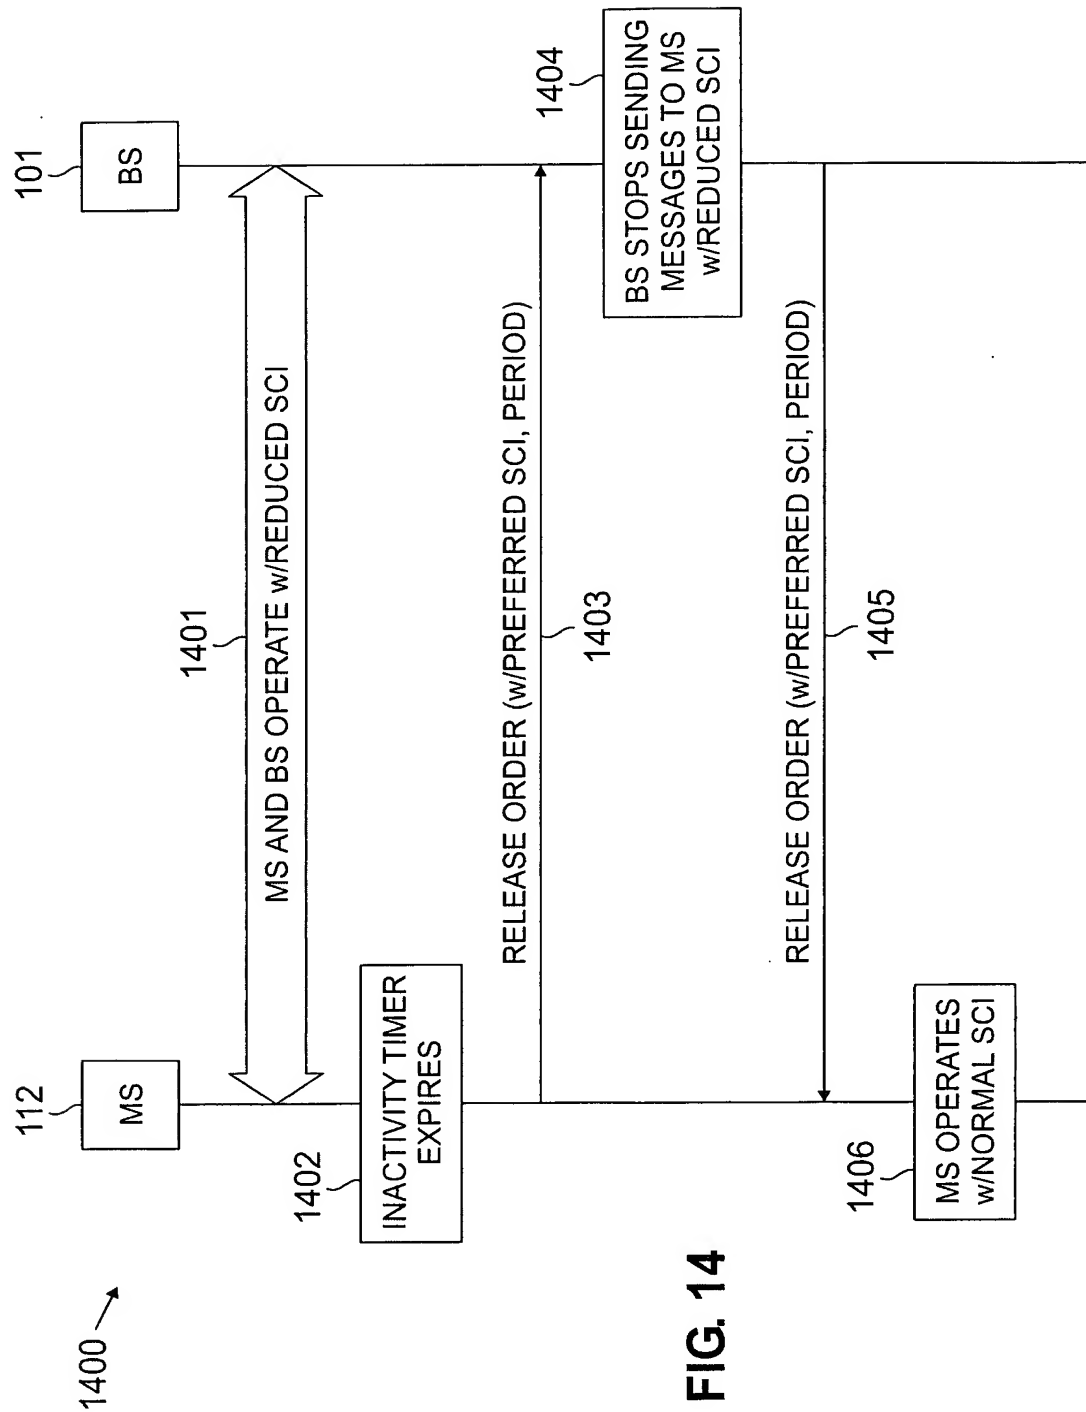 1400
112
MS
101
BS
1401
MS AND BS OPERATE w/REDUCED SCI
1402
INACTIVITY TIMER
EXPIRES
RELEASE ORDER (w/PREFERRED SCI, PERIOD)
1403
1404
BS STOPS SENDING
MESSAGES TO MS
w/REDUCED SCI
RELEASE ORDER (w/PREFERRED SCI, PERIOD)
1405
1406
MS OPERATES
w/NORMAL SCI
FIG. 14